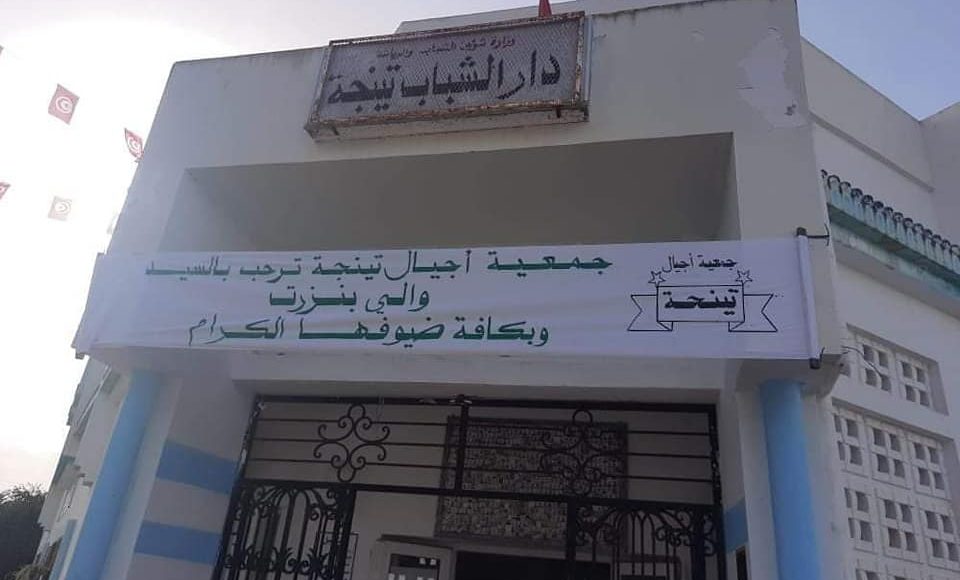 وزارة شؤون الشباب والرياضة
دار الشباب تينجة
جمعية أجيال تينجة ترحب بالسيد
والي بنزرت
وبكافة ضيوفها الكرام
جمعية أجيال
تينجة